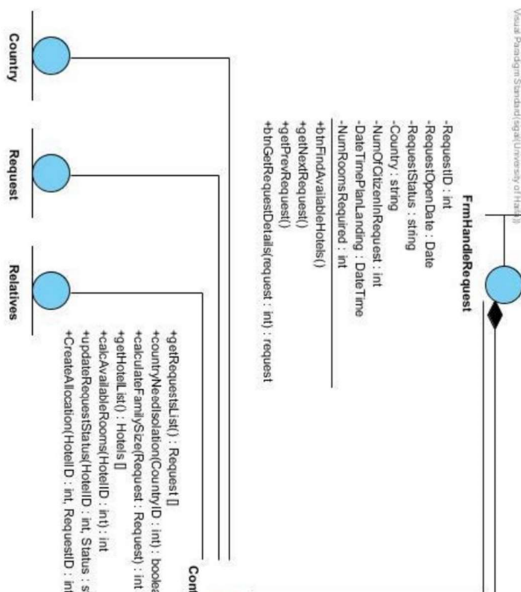 Visual Paradigm Standard(sigal(University of Haifa))
FrmHandleRequest
-RequestID : int
-RequestOpenDate : Date
-RequestStatus : string
-Country : string
-NumOfCitizenInRequest : int
-DateTimePlanLanding : DateTime
-NumRoomsRequired : int
+btnFindAvailableHotels()
+getNextRequest()
+getPrevRequest()
+btnGetRequestDetails(request : int) : request
Cont
+getRequestsList() : Request []
+countryNeedIsolation(CountryID : int) : boolea
+calculateFamilySize(Request : Request) : int
+getHotelList() : Hotels []
+calcAvailableRooms(HotelID : int) : int
+updateRequestStatus(HotelID : int, Status : s
+CreateAllocation(HotelID : int, RequestID : int
Relatives
Request
Country